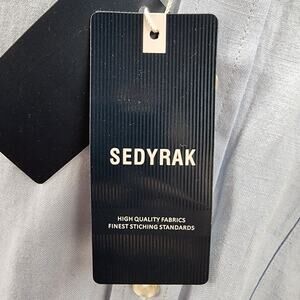 SEDYRAK
HIGH QUALITY FABRICS
FINEST STICHING STANDARDS